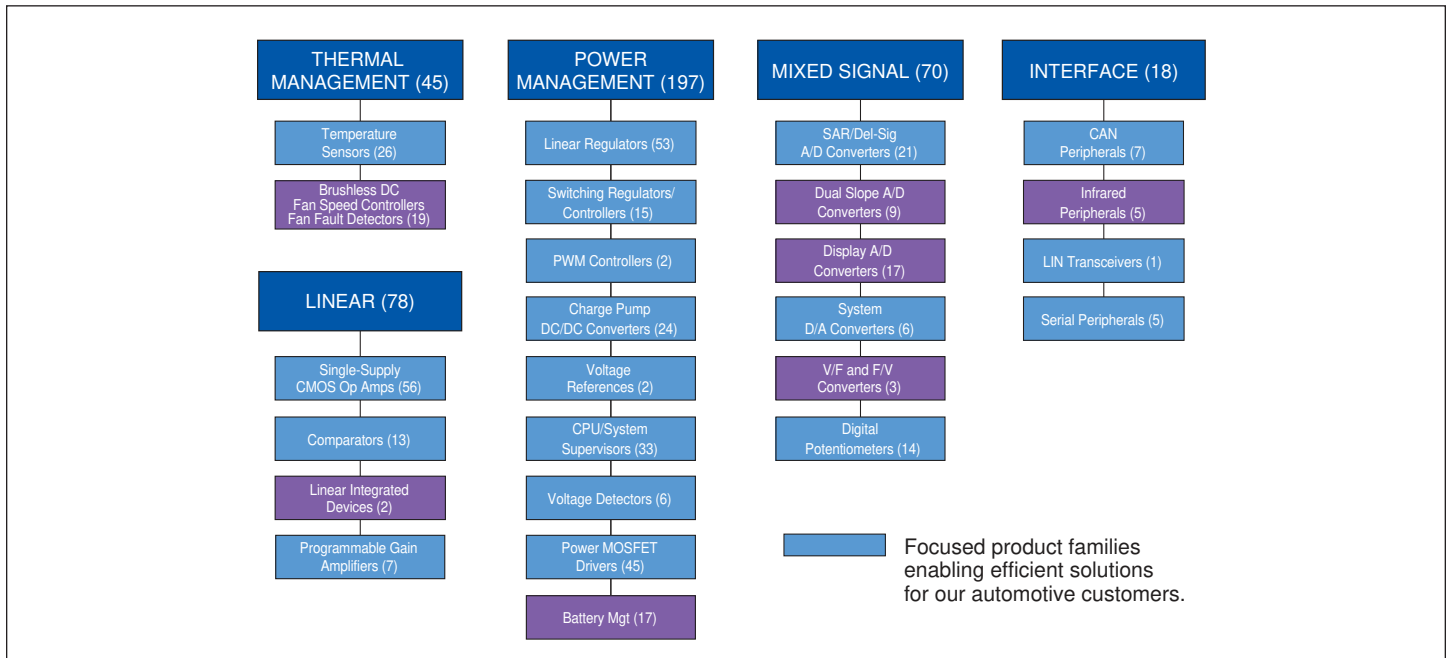 THERMAL
MANAGEMENT (45)
Temperature
Sensors (26)
Brushless DC
Fan Speed Controllers
Fan Fault Detectors (19)
LINEAR (78)
Single-Supply
CMOS Op Amps (56)
Comparators (13)
Linear Integrated
Devices (2)
Programmable Gain
Amplifiers (7)
POWER
MANAGEMENT (197)
Linear Regulators (53)
Switching Regulators/
Controllers (15)
PWM Controllers (2)
Charge Pump
DC/DC Converters (24)
Voltage
References (2)
CPU/System
Supervisors (33)
Voltage Detectors (6)
Power MOSFET
Drivers (45)
Battery Mgt (17)
MIXED SIGNAL (70)
SAR/Del-Sig
A/D Converters (21)
Dual Slope A/D
Converters (9)
Display A/D
Converters (17)
System
D/A Converters (6)
V/F and F/V
Converters (3)
Digital
Potentiometers (14)
INTERFACE (18)
CAN
Peripherals (7)
Infrared
Peripherals (5)
LIN Transceivers (1)
Serial Peripherals (5)
Focused product families
enabling efficient solutions
for our automotive customers.